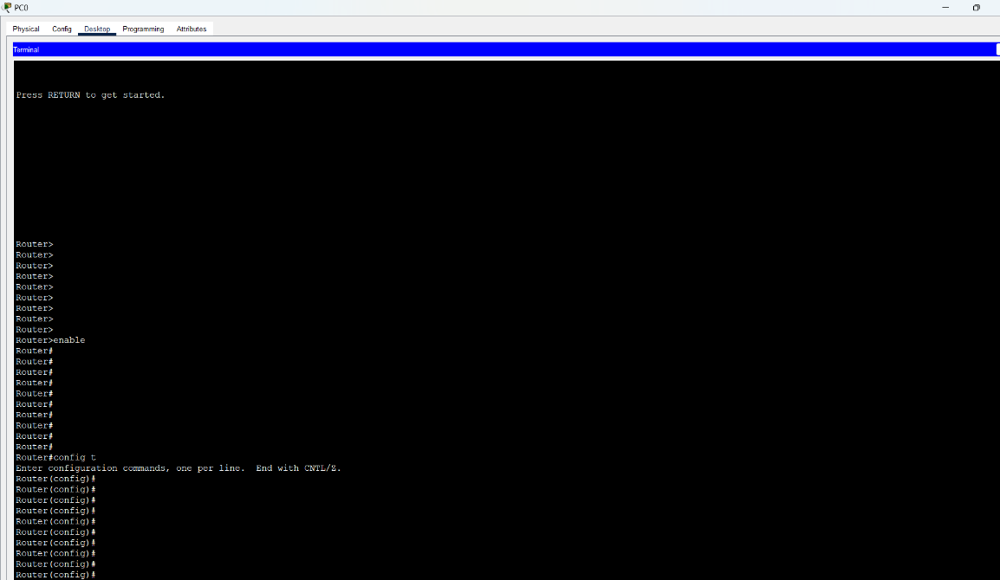 PC0
Physical Config Desktop Programming Attributes
Terminal
Press RETURN to get started.
Router>
Router>
Router>
Router>
Router>
Router>
Router>
Router>
Router>
Router>enable
Router#
Router#
Router#
Router#
Router#
Router#
Router#
Router#
Router#
Router#
Router#config t
Enter configuration commands, one per line.  End with CNTL/Z.
Router(config)#
Router(config)#
Router(config)#
Router(config)#
Router(config)#
Router(config)#
Router(config)#
Router(config)#
Router(config)#
Router(config)#